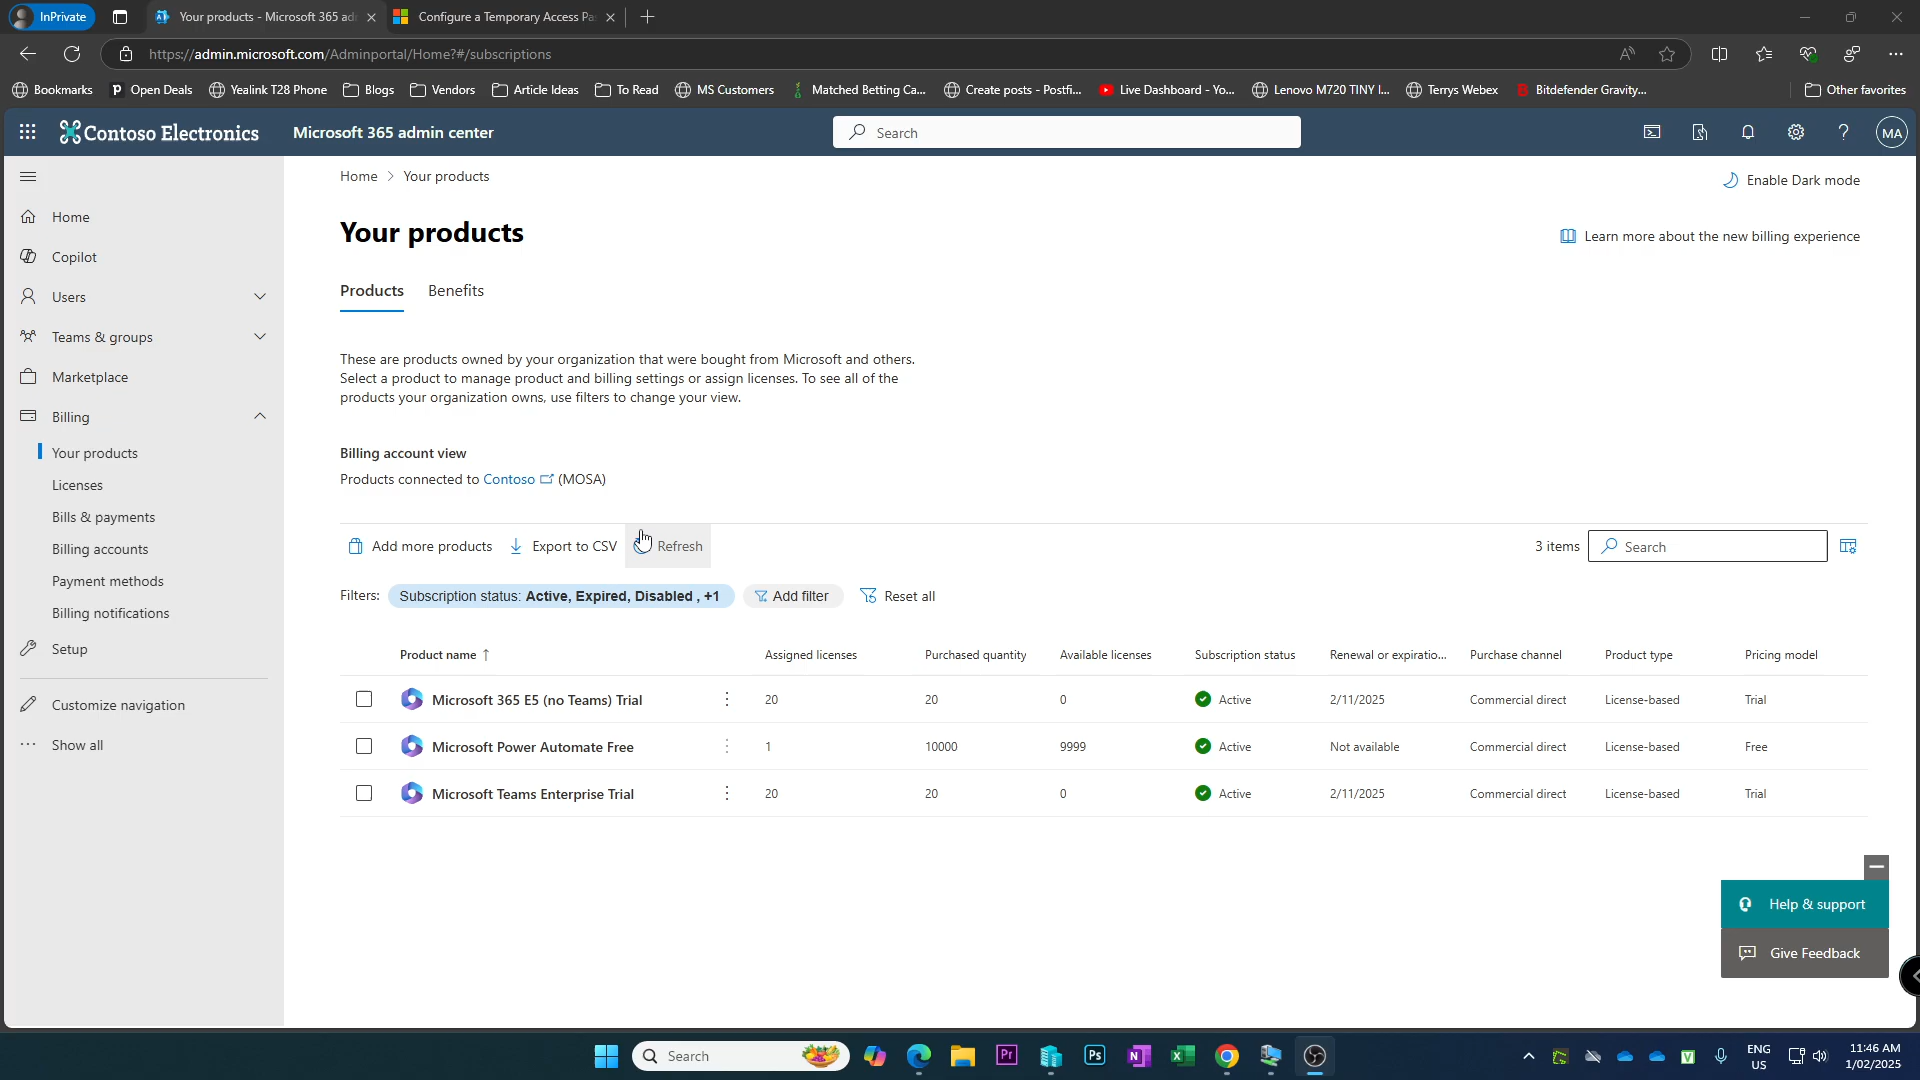 InPrivate
Your products - Microsoft 365 ad
Configure a Temporary Access Pa
https://admin.microsoft.com/Adminportal/Home?#/subscriptions
Bookmarks
Open Deals
Yealink T28 Phone
Blogs
Vendors
Article Ideas
To Read
MS Customers
Matched Betting Ca...
Create posts - Postfi...
Live Dashboard - Yo...
Lenovo M720 TINY I...
Terrys Webex
Bitdefender Gravity...
Other favorites
Contoso Electronics
Microsoft 365 admin center
Search
MA
Home > Your products
Enable Dark mode
Home
Copilot
Users
Teams & groups
Marketplace
Billing
Your products
Licenses
Bills & payments
Billing accounts
Payment methods
Billing notifications
Setup
Customize navigation
Show all
Your products
Learn more about the new billing experience
Products
Benefits
These are products owned by your organization that were bought from Microsoft and others.
Select a product to manage product and billing settings or assign licenses. To see all of the
products your organization owns, use filters to change your view.
Billing account view
Products connected to Contoso (MOSA)
Add more products
Export to CSV
Refresh
3 items
Search
Filters:
Subscription status: Active, Expired, Disabled , +1
Add filter
Reset all
Product name ↑ Assigned licenses Purchased quantity Available licenses Subscription status Renewal or expiratio... Purchase channel Product type Pricing model
Microsoft 365 E5 (no Teams) Trial 20 20 0 Active 2/11/2025 Commercial direct License-based Trial
Microsoft Power Automate Free 1 10000 9999 Active Not available Commercial direct License-based Free
Microsoft Teams Enterprise Trial 20 20 0 Active 2/11/2025 Commercial direct License-based Trial
Help & support
Give Feedback
Search
Pr
Ps
N
ENG
US
11:46 AM
1/02/2025